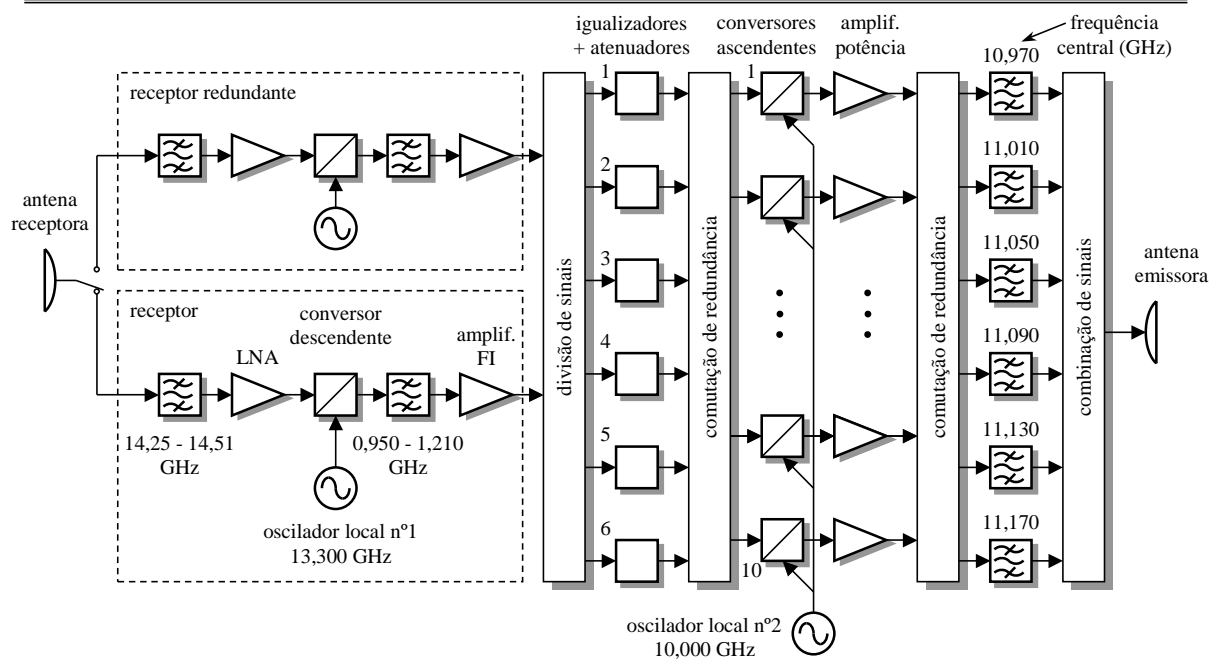 igualizadores
+ atenuadores
conversores
ascendentes
amplif.
potência
frequência
central (GHz)
receptor redundante
antena
receptora
receptor
conversor
descendente
LNA
amplif.
FI
14,25 - 14,51
GHz
0,950 - 1,210
GHz
oscilador local nº1
13,300 GHz
divisão de sinais
1
2
3
4
5
6
comutação de redundância
1
10
oscilador local nº2
10,000 GHz
comutação de redundância
10,970
11,010
11,050
11,090
11,130
11,170
combinação de sinais
antena
emissora